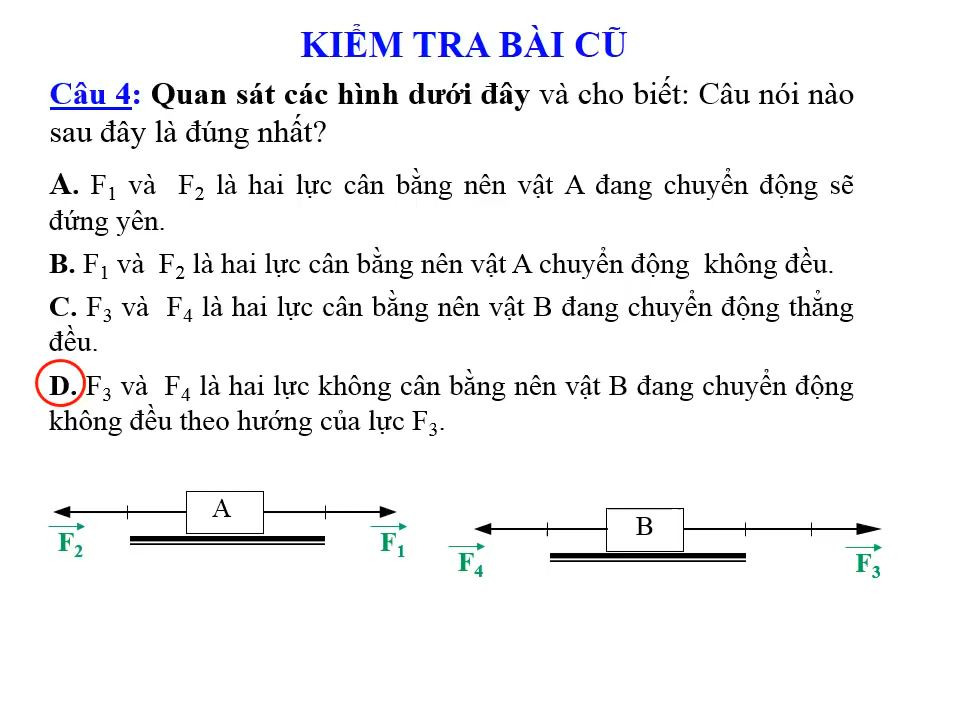 KIỂM TRA BÀI CŨ
Câu 4: Quan sát các hình dưới đây và cho biết: Câu nói nào
sau đây là đúng nhất?
A. F₁ và F₂ là hai lực cân bằng nên vật A đang chuyển động sẽ
đứng yên.
B. F₁ và F₂ là hai lực cân bằng nên vật A chuyển động không đều.
C. F₃ và F₄ là hai lực cân bằng nên vật B đang chuyển động thẳng
đều.
D. F₃ và F₄ là hai lực không cân bằng nên vật B đang chuyển động
không đều theo hướng của lực F₃.
A
F₂
F₁
B
F₄
F₃